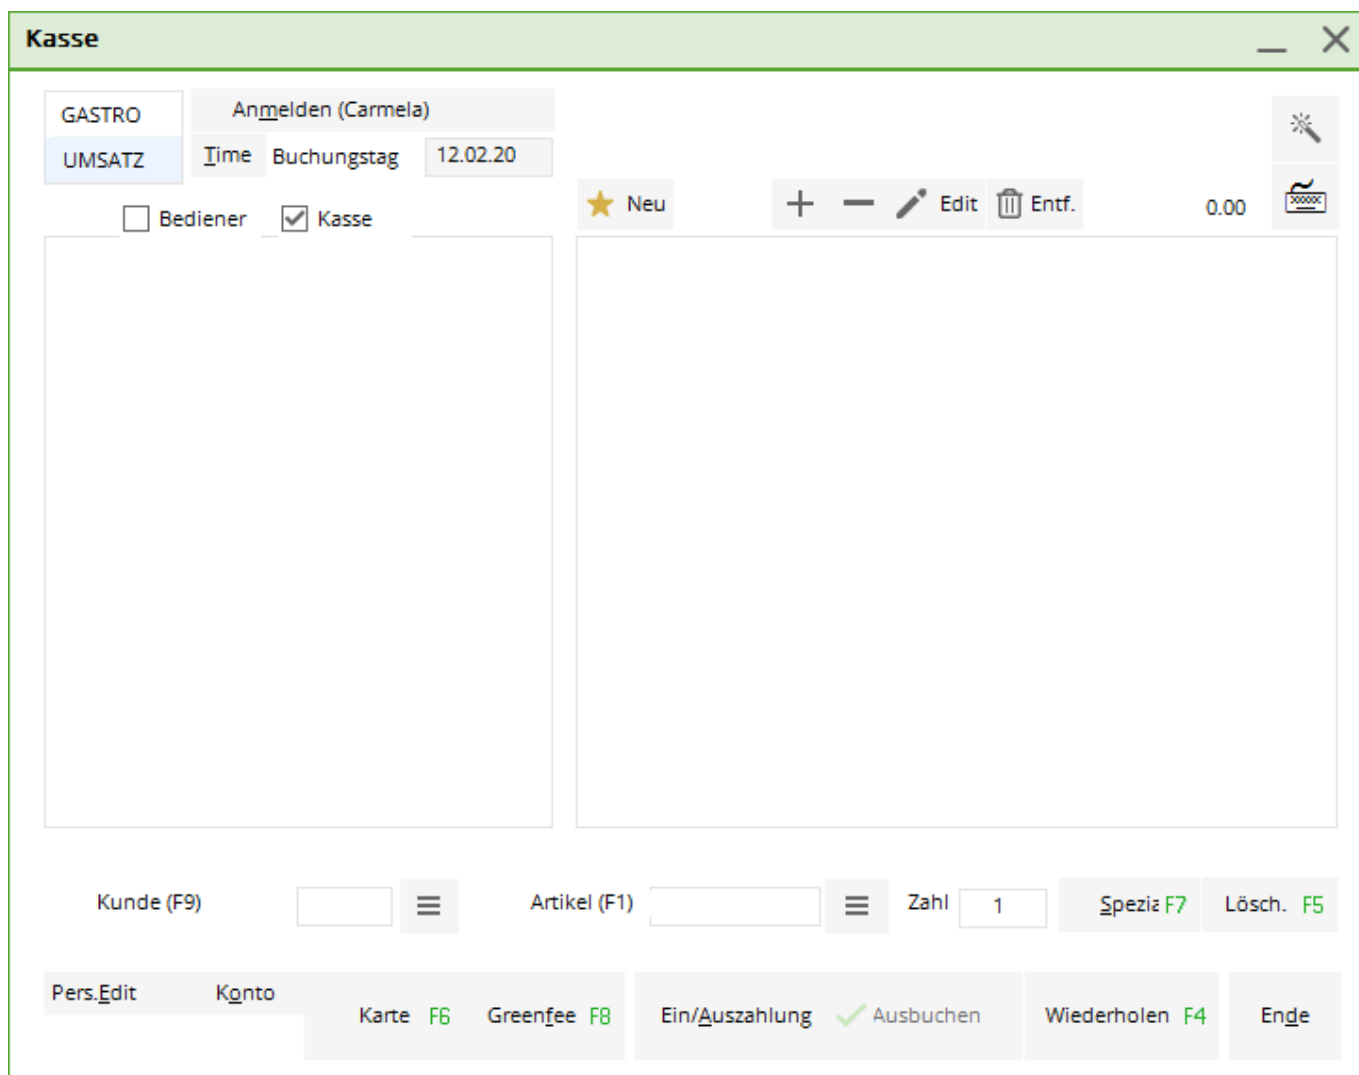 Kasse
GASTRO
Anmelden (Carmela)
UMSATZ
Time Buchungstag 12.02.20
Neu Edit Entf. 0.00
Bediener Kasse
Kunde (F9) Artikel (F1) Zahl 1 Spezia F7 Lösch. F5
Pers.Edit Konto
Karte F6 Greenfee F8 Ein/Auszahlung Ausbuchen Wiederholen F4 Ende